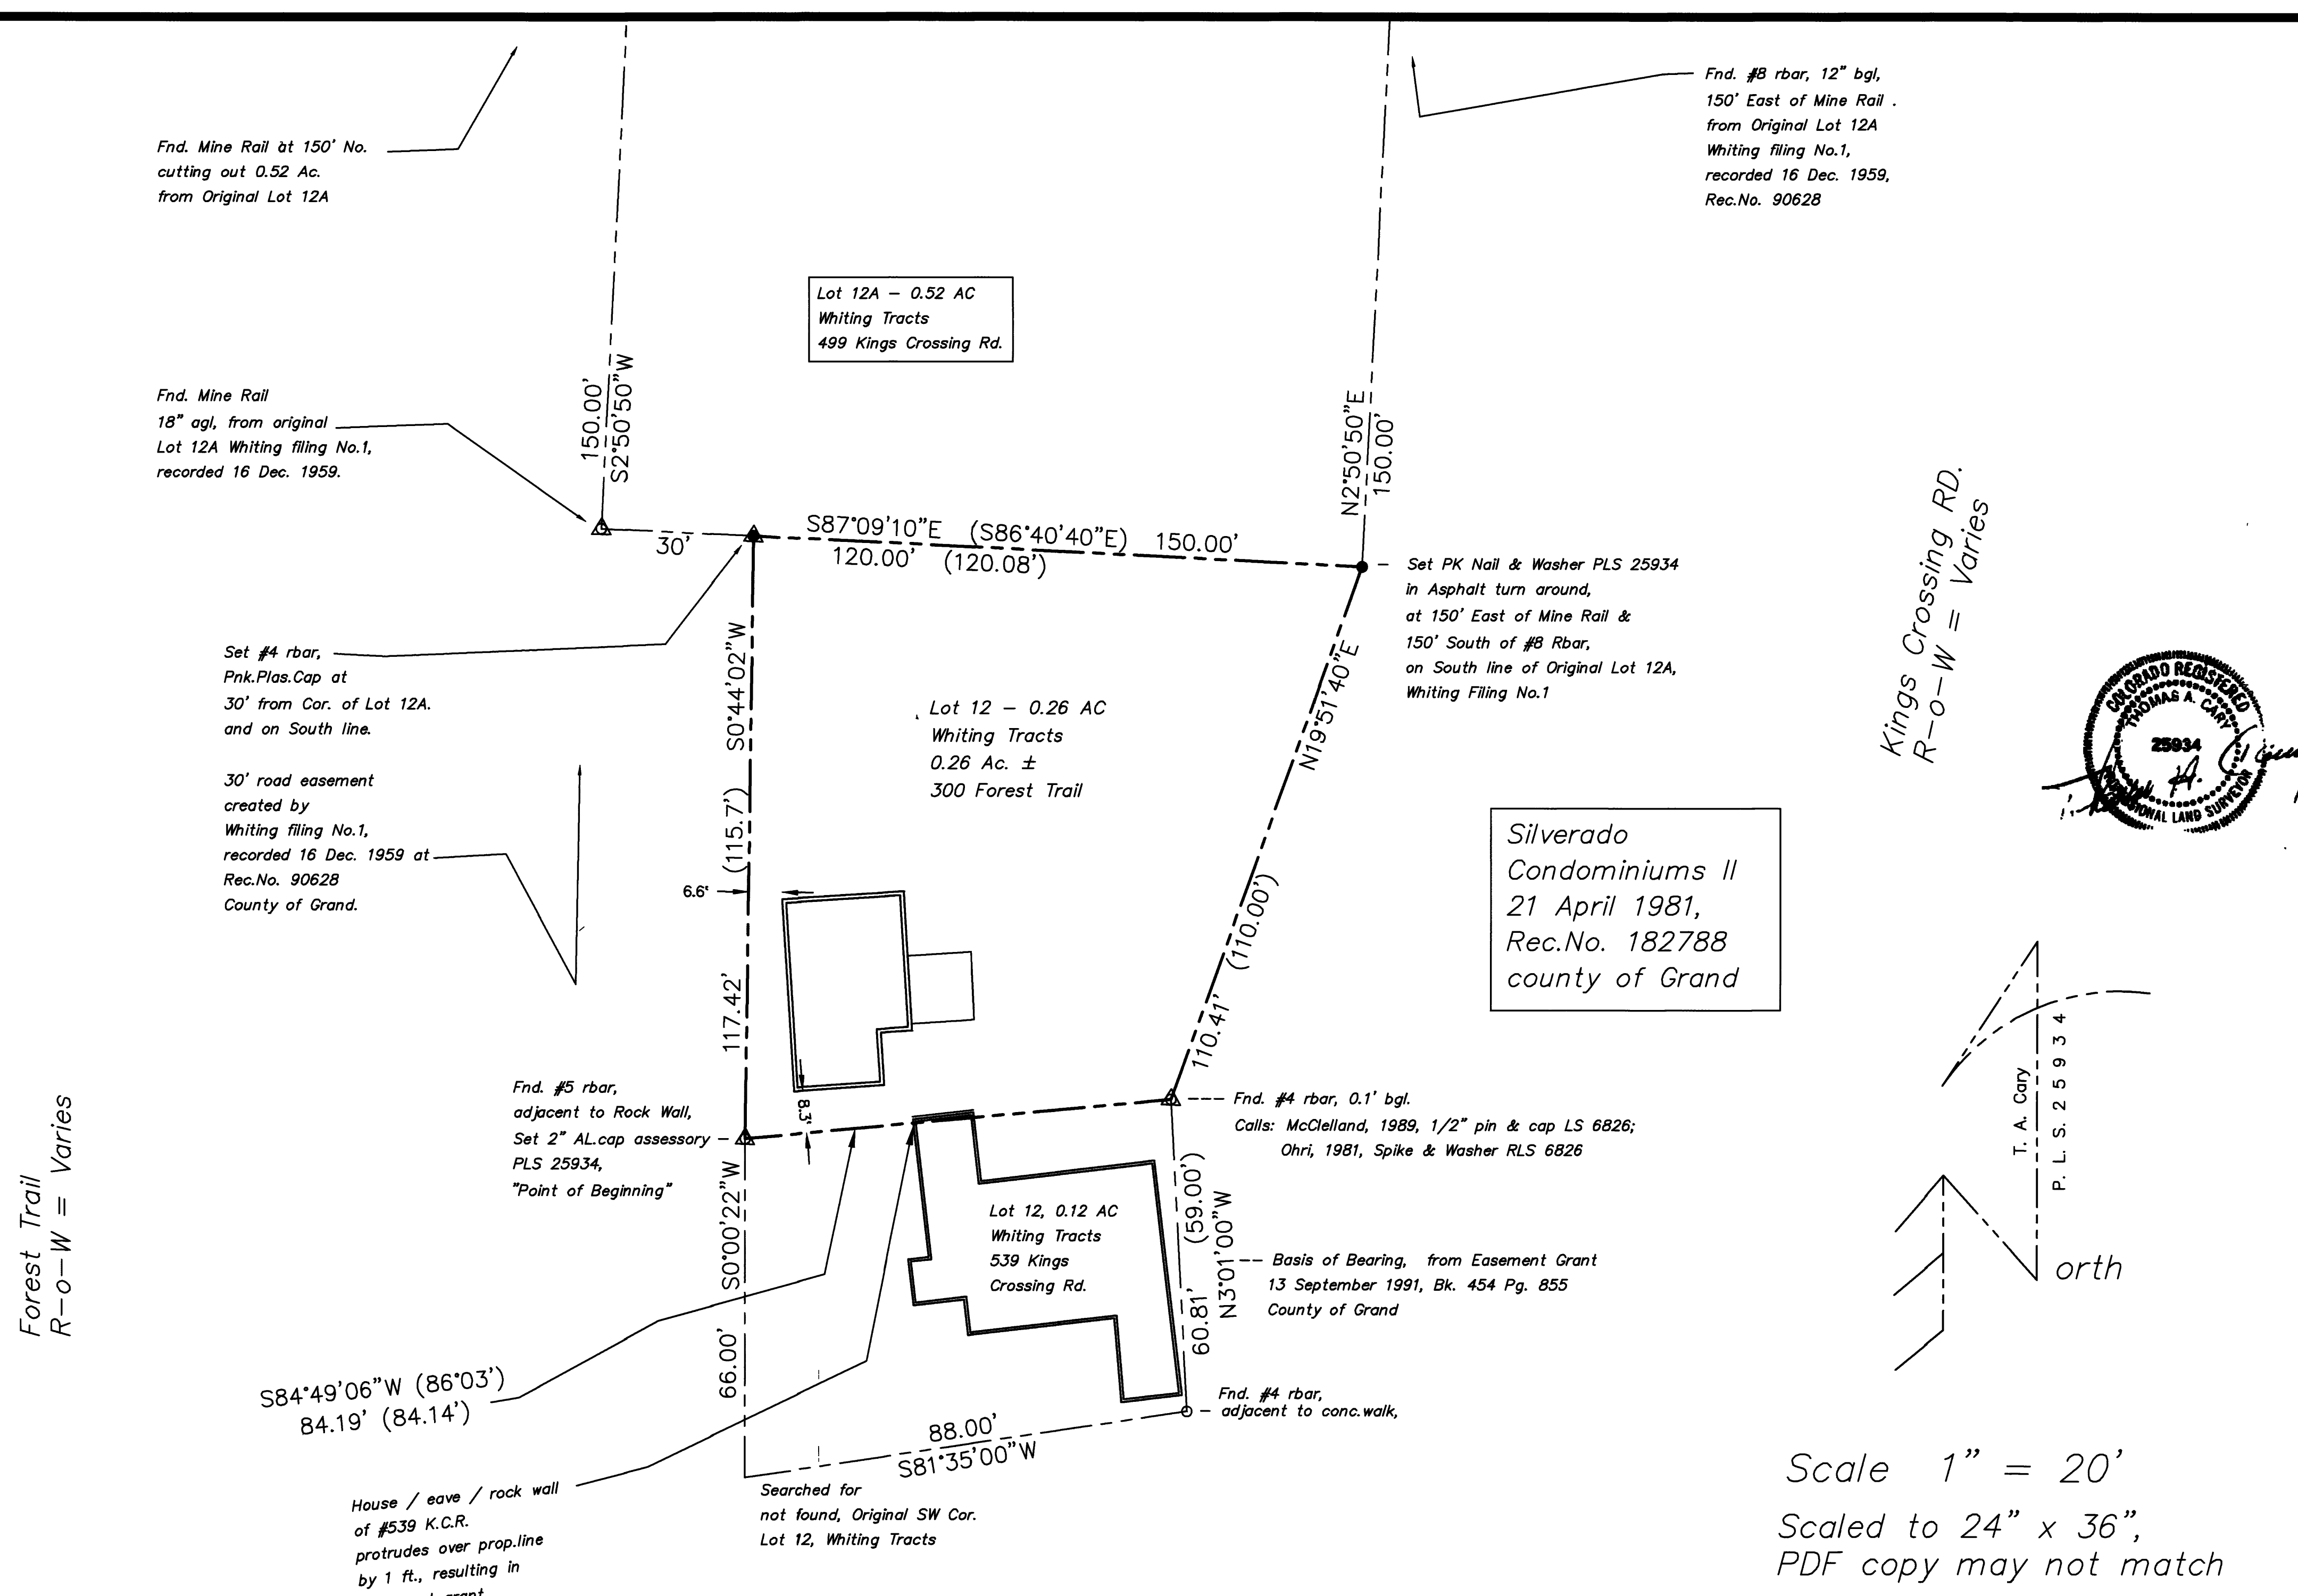 Fnd. Mine Rail at 150' No.
cutting out 0.52 Ac.
from Original Lot 12A
Fnd. #8 rbar, 12" bgl,
150' East of Mine Rail .
from Original Lot 12A
Whiting filing No.1,
recorded 16 Dec. 1959,
Rec.No. 90628
Lot 12A – 0.52 AC
Whiting Tracts
499 Kings Crossing Rd.
Fnd. Mine Rail
18" agl, from original
Lot 12A Whiting filing No.1,
recorded 16 Dec. 1959.
150.00'
S2°50'50"W
N2°50'50"E
150.00'
30'
S87°09'10"E (S86°40'40"E) 150.00'
120.00' (120.08')
Set PK Nail & Washer PLS 25934
in Asphalt turn around,
at 150' East of Mine Rail &
150' South of #8 Rbar,
on South line of Original Lot 12A,
Whiting Filing No.1
Kings Crossing RD.
R-o-W = Varies
COLORADO REGISTERED
THOMAS A. CARY
25934
PROFESSIONAL LAND SURVEYOR
Set #4 rbar,
Pnk.Plas.Cap at
30' from Cor. of Lot 12A.
and on South line.
30' road easement
created by
Whiting filing No.1,
recorded 16 Dec. 1959 at
Rec.No. 90628
County of Grand.
117.42' (115.7') S0°44'02"W
Lot 12 – 0.26 AC
Whiting Tracts
0.26 Ac. ±
300 Forest Trail
110.41' (110.00') N19°51'40"E
Silverado
Condominiums II
21 April 1981,
Rec.No. 182788
county of Grand
6.6'
8.3'
Fnd. #5 rbar,
adjacent to Rock Wall,
Set 2" AL.cap assessory
PLS 25934,
"Point of Beginning"
Fnd. #4 rbar, 0.1' bgl.
Calls: McClelland, 1989, 1/2" pin & cap LS 6826;
Ohri, 1981, Spike & Washer RLS 6826
T. A. Cary
P. L. S. 2 5 9 3 4
orth
Forest Trail
R-o-W = Varies
66.00' S0°00'22"W
Lot 12, 0.12 AC
Whiting Tracts
539 Kings
Crossing Rd.
60.81' (59.00')
N3°01'00"W
Basis of Bearing, from Easement Grant
13 September 1991, Bk. 454 Pg. 855
County of Grand
S84°49'06"W (86°03')
84.19' (84.14')
Fnd. #4 rbar,
adjacent to conc.walk,
88.00'
S81°35'00"W
House / eave / rock wall
of #539 K.C.R.
protrudes over prop.line
by 1 ft., resulting in
Searched for
not found, Original SW Cor.
Lot 12, Whiting Tracts
Scale 1" = 20'
Scaled to 24" x 36",
PDF copy may not match